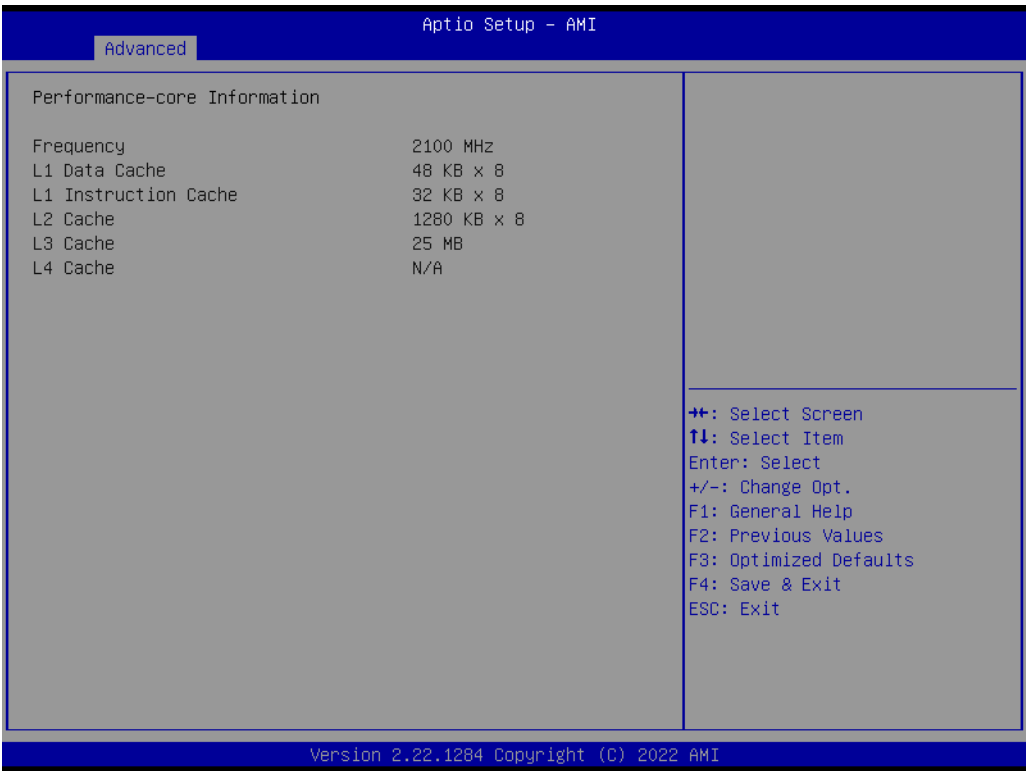 Aptio Setup – AMI
Advanced
Performance-core Information
Frequency 2100 MHz
L1 Data Cache 48 KB x 8
L1 Instruction Cache 32 KB x 8
L2 Cache 1280 KB x 8
L3 Cache 25 MB
L4 Cache N/A
→←: Select Screen
↑↓: Select Item
Enter: Select
+/-: Change Opt.
F1: General Help
F2: Previous Values
F3: Optimized Defaults
F4: Save & Exit
ESC: Exit
Version 2.22.1284 Copyright (C) 2022 AMI